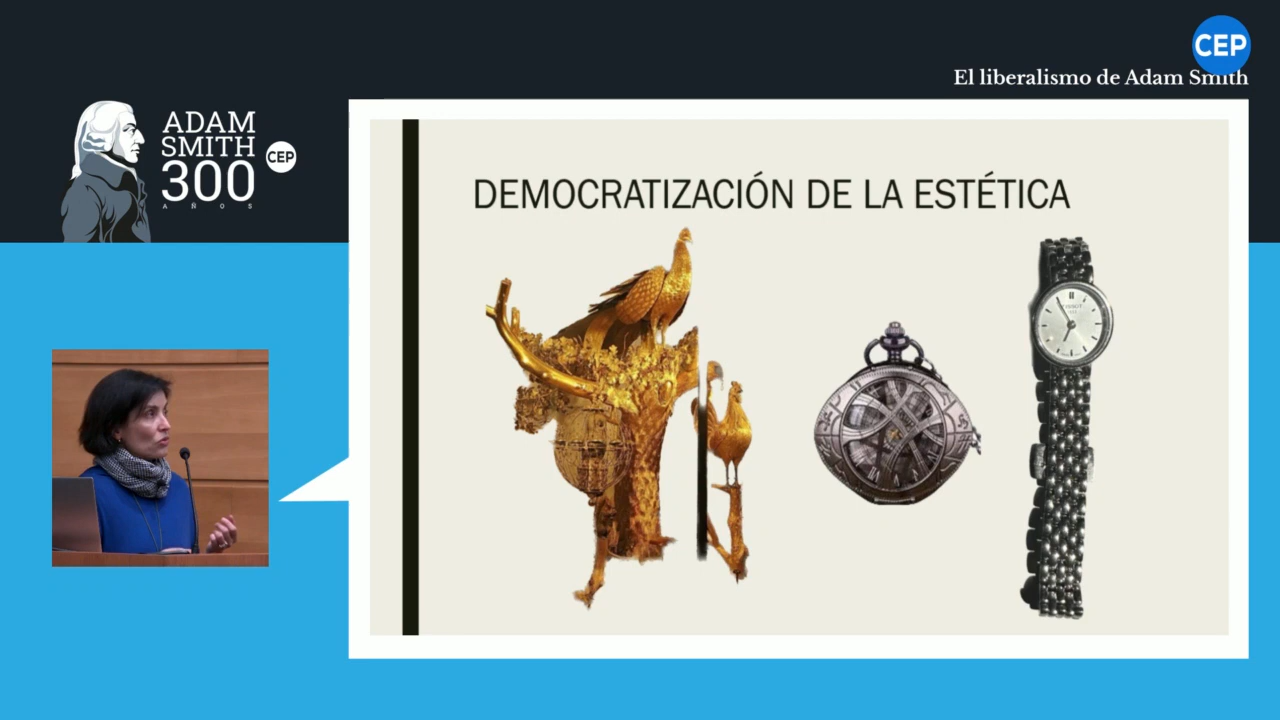 CEP
El liberalismo de Adam Smith
ADAM
SMITH
300
AÑOS
CEP
DEMOCRATIZACIÓN DE LA ESTÉTICA